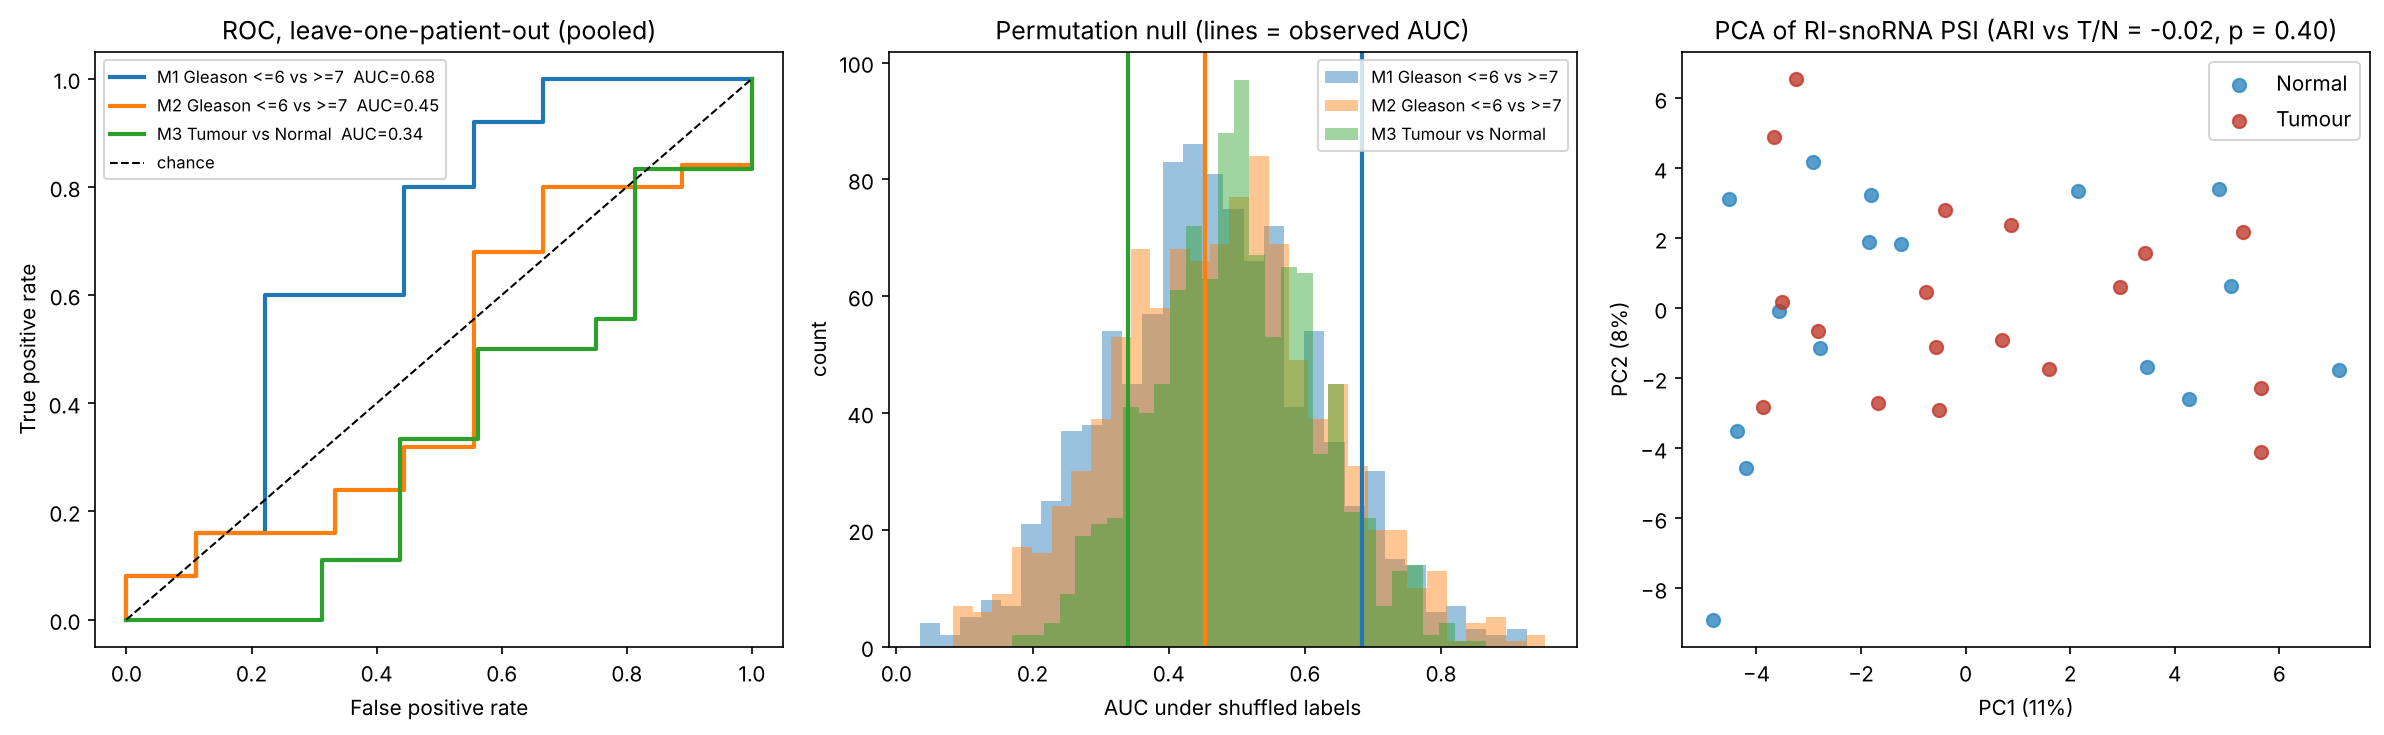 ROC, leave-one-patient-out (pooled)
M1 Gleason <=6 vs >=7  AUC=0.68
M2 Gleason <=6 vs >=7  AUC=0.45
M3 Tumour vs Normal  AUC=0.34
chance
True positive rate
1.0
0.8
0.6
0.4
0.2
0.0
0.0 0.2 0.4 0.6 0.8 1.0
False positive rate
Permutation null (lines = observed AUC)
M1 Gleason <=6 vs >=7
M2 Gleason <=6 vs >=7
M3 Tumour vs Normal
count
100
80
60
40
20
0
0.0 0.2 0.4 0.6 0.8
AUC under shuffled labels
PCA of RI-snoRNA PSI (ARI vs T/N = -0.02, p = 0.40)
Normal
Tumour
PC2 (8%)
6
4
2
0
−2
−4
−6
−8
−4 −2 0 2 4 6
PC1 (11%)